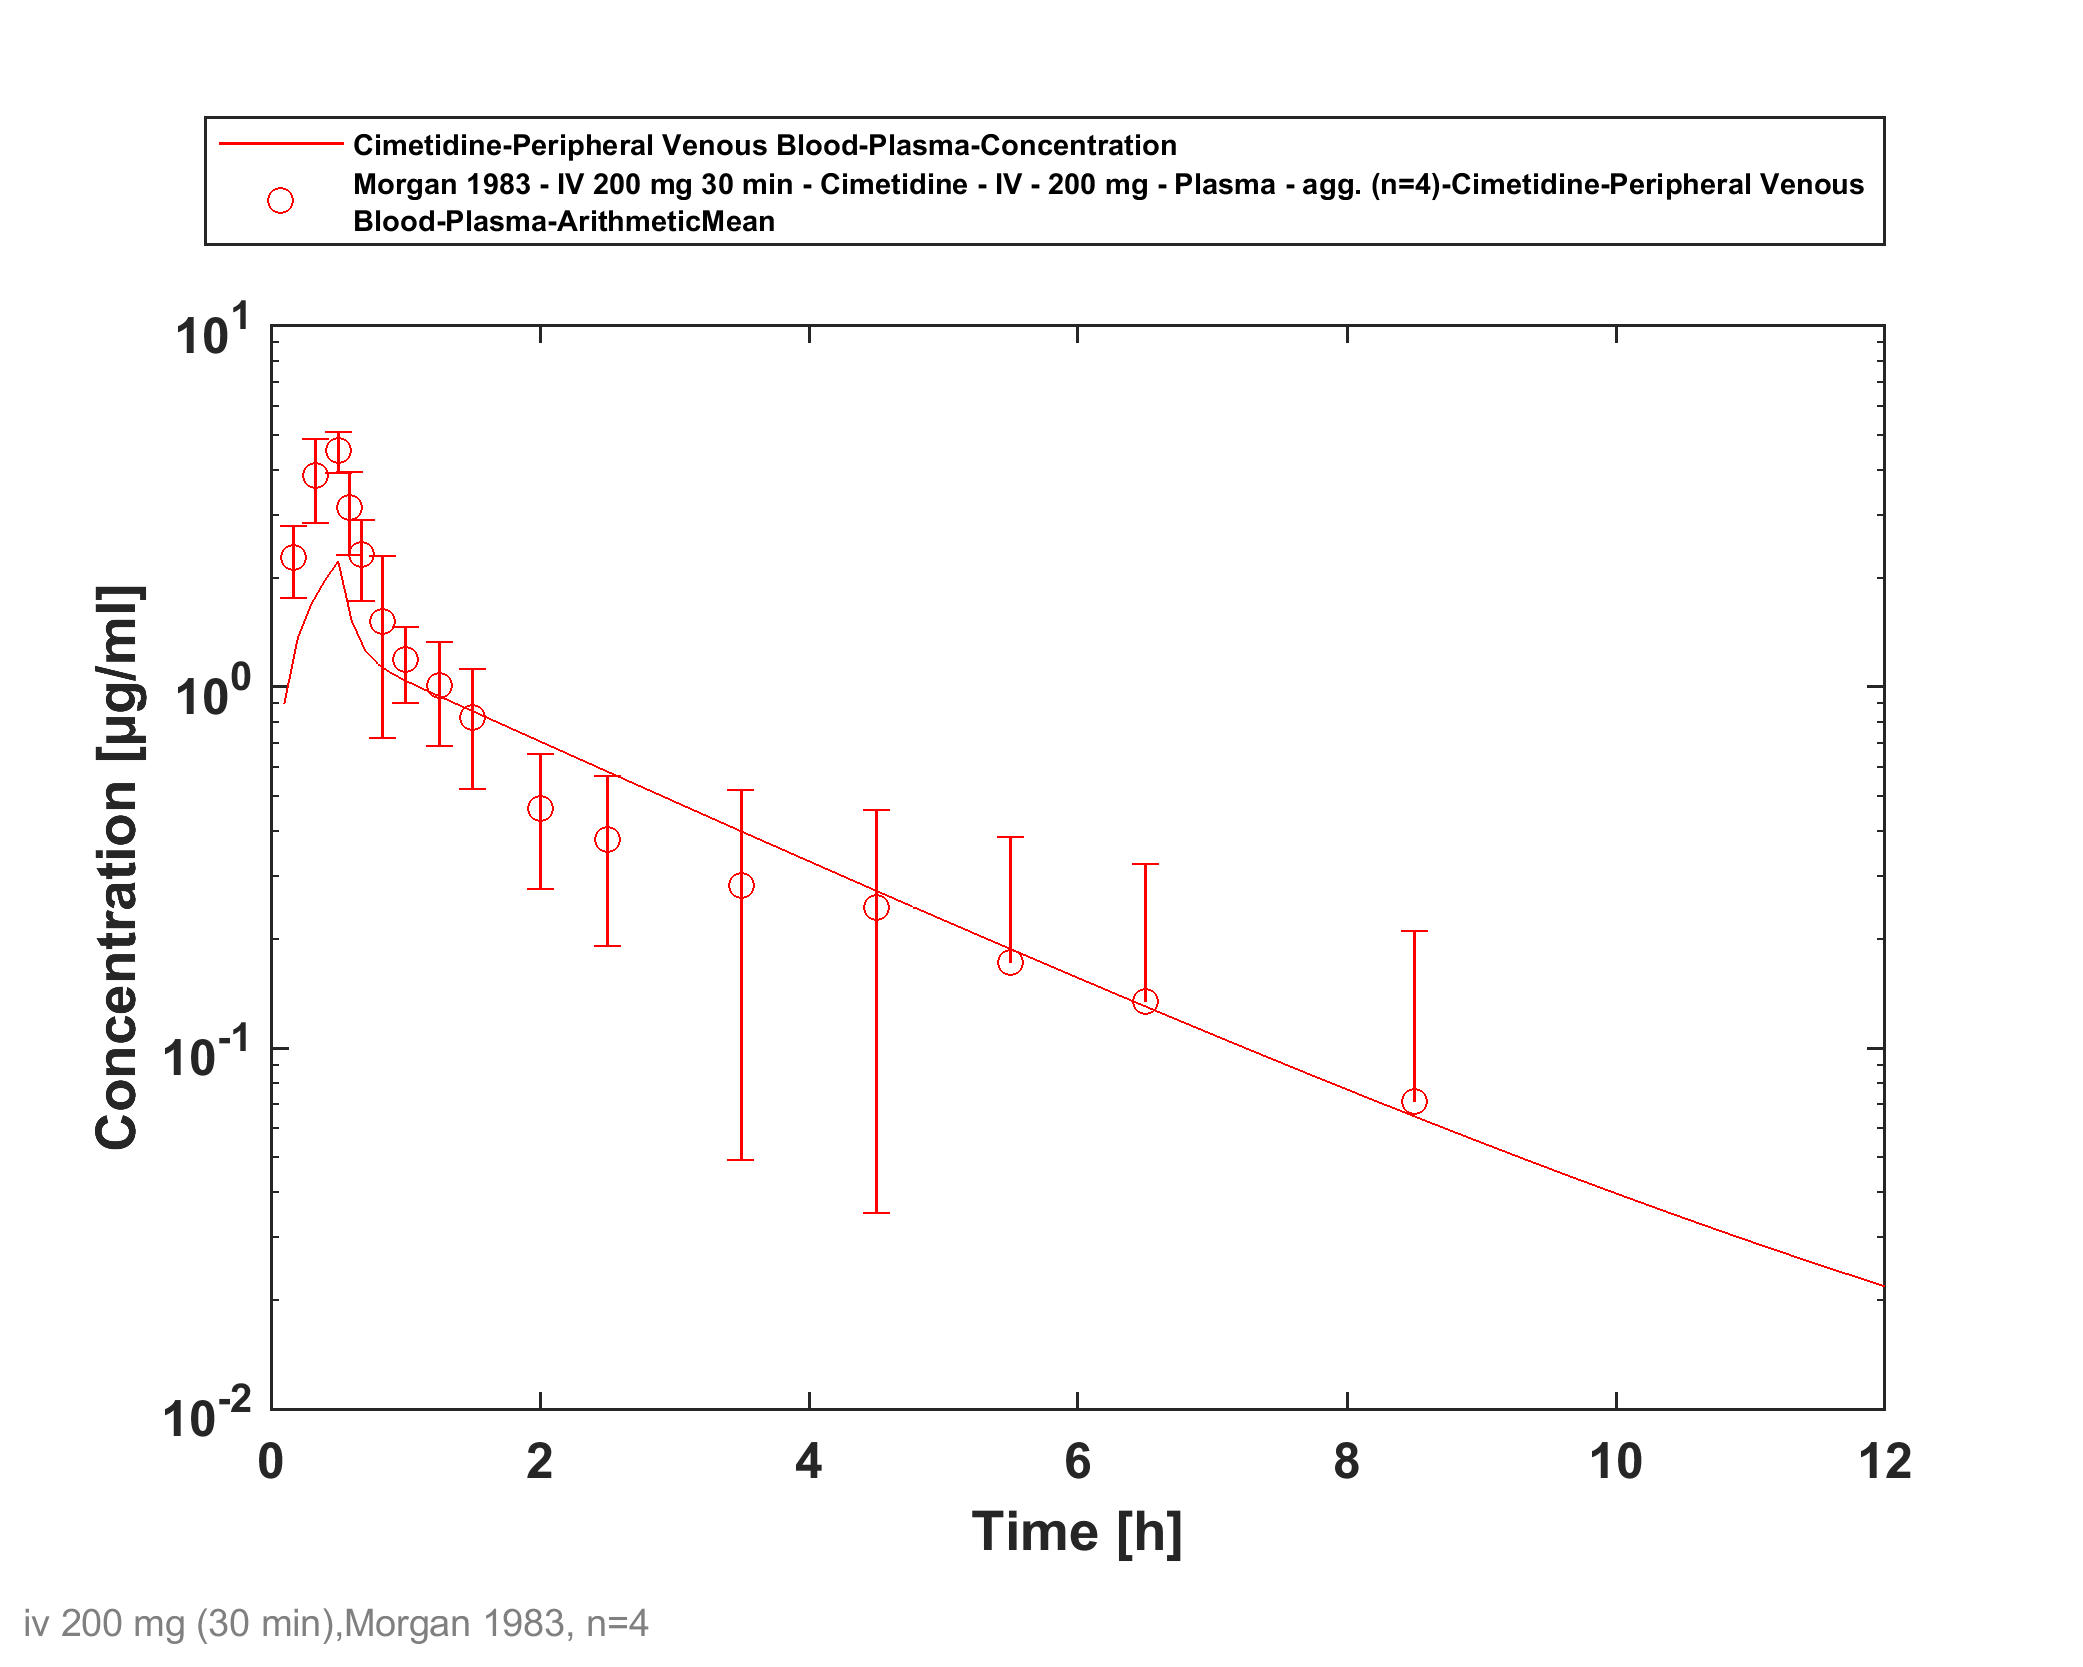 Cimetidine-Peripheral Venous Blood-Plasma-Concentration
Morgan 1983 - IV 200 mg 30 min - Cimetidine - IV - 200 mg - Plasma - agg. (n=4)-Cimetidine-Peripheral Venous
Blood-Plasma-ArithmeticMean
10^1
10^0
10^-1
10^-2
Concentration [µg/ml]
0 2 4 6 8 10 12
Time [h]
iv 200 mg (30 min),Morgan 1983, n=4